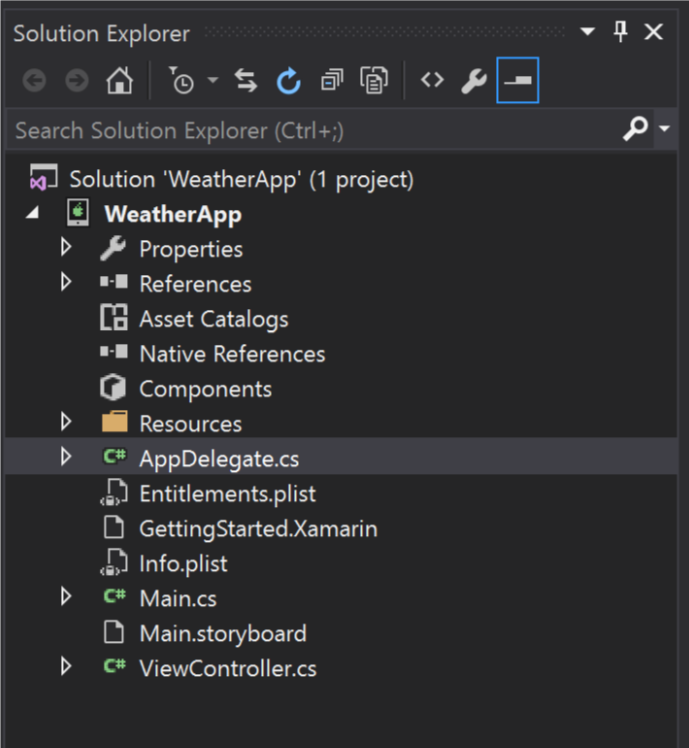 Solution Explorer
Search Solution Explorer (Ctrl+;)
Solution 'WeatherApp' (1 project)
WeatherApp
Properties
References
Asset Catalogs
Native References
Components
Resources
C# AppDelegate.cs
Entitlements.plist
GettingStarted.Xamarin
Info.plist
C# Main.cs
Main.storyboard
C# ViewController.cs